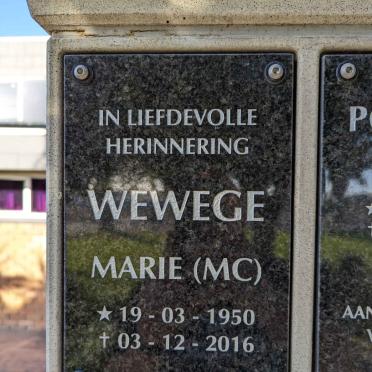 IN LIEFDEVOLLE
HERINNERING
WEWEGE
MARIE (MC)
★ 19 - 03 - 1950
† 03 - 12 - 2016